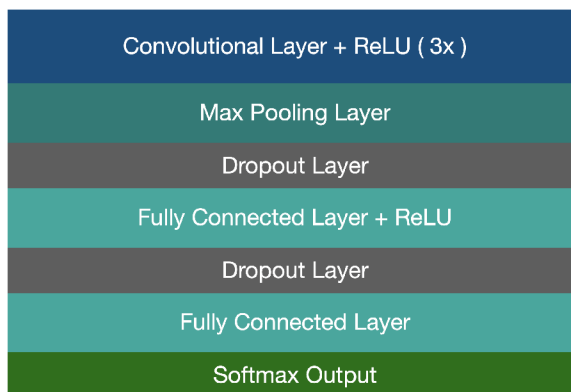 Convolutional Layer + ReLU ( 3x )
Max Pooling Layer
Dropout Layer
Fully Connected Layer + ReLU
Dropout Layer
Fully Connected Layer
Softmax Output